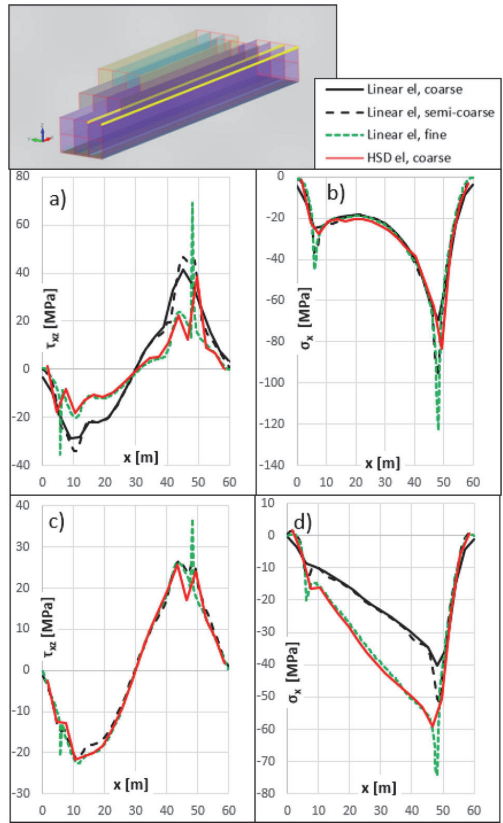 Linear el, coarse
Linear el, semi-coarse
Linear el, fine
HSD el, coarse
a)
80
60
40
20
0
-20
-40
τxz [MPa]
x [m]
0 10 20 30 40 50 60
b)
0
-20
-40
-60
-80
-100
-120
-140
σx [MPa]
x [m]
0 10 20 30 40 50 60
c)
40
30
20
10
0
-10
-20
-30
τxz [MPa]
x [m]
0 10 20 30 40 50 60
d)
0
-10
-20
-30
-40
-50
-60
-70
-80
σx [MPa]
x [m]
0 10 20 30 40 50 60